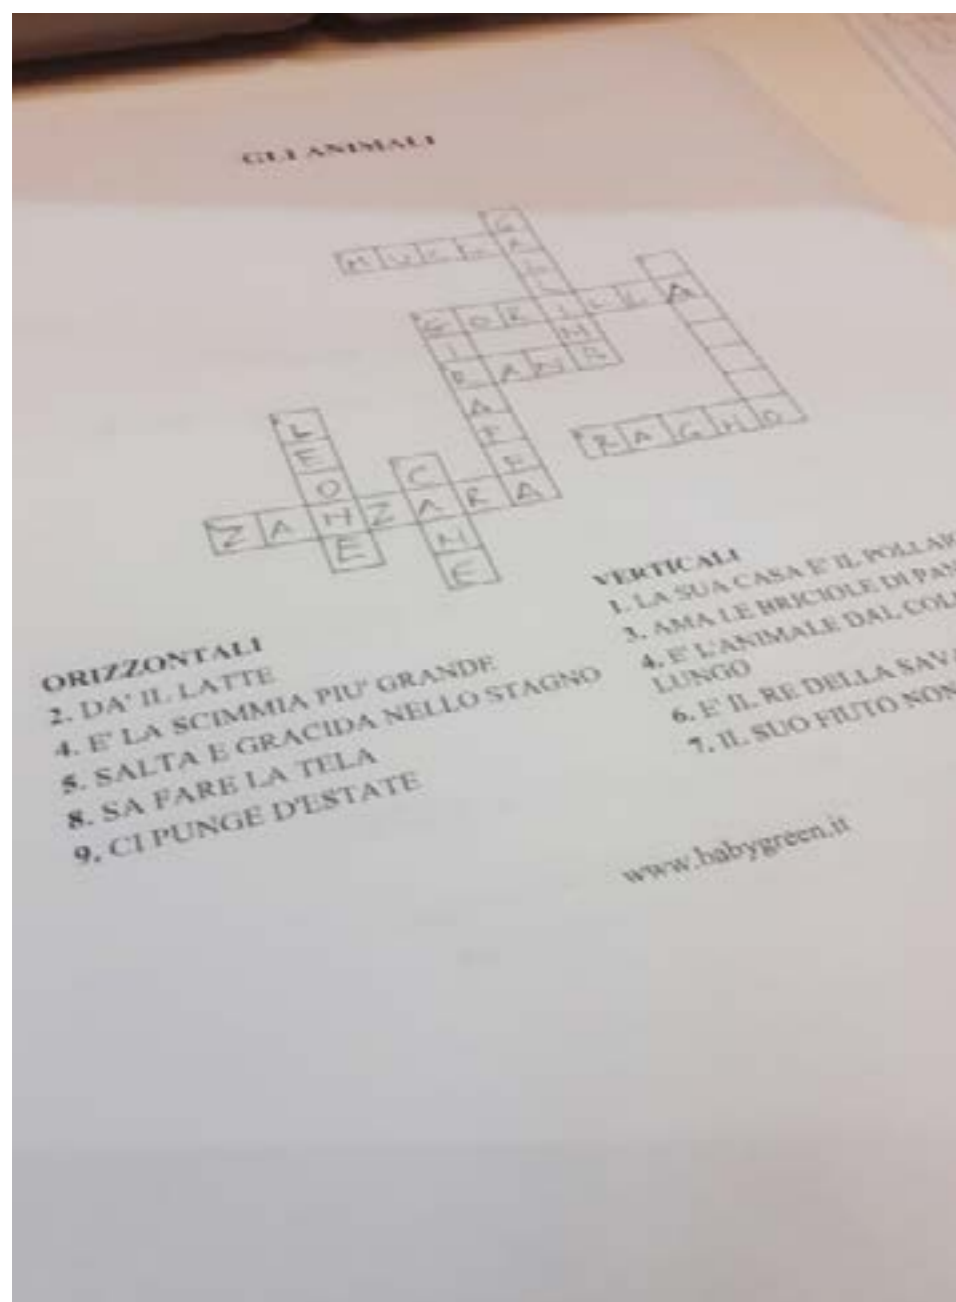 GLI ANIMALI
MUCCA
GALLINA
GORILLA
GIRAFFA
RANA
RAGNO
LEONE
CANE
ZANZARA
ORIZZONTALI
2. DA' IL LATTE
4. E' LA SCIMMIA PIU' GRANDE
5. SALTA E GRACIDA NELLO STAGNO
8. SA FARE LA TELA
9. CI PUNGE D'ESTATE
VERTICALI
1. LA SUA CASA E' IL
3. AMA LE BRICIOLE DI
4. E' L'ANIMALE DAL
LUNGO
6. E' IL RE DELLA
7. IL SUO FIUTO NON
www.babygreen.it